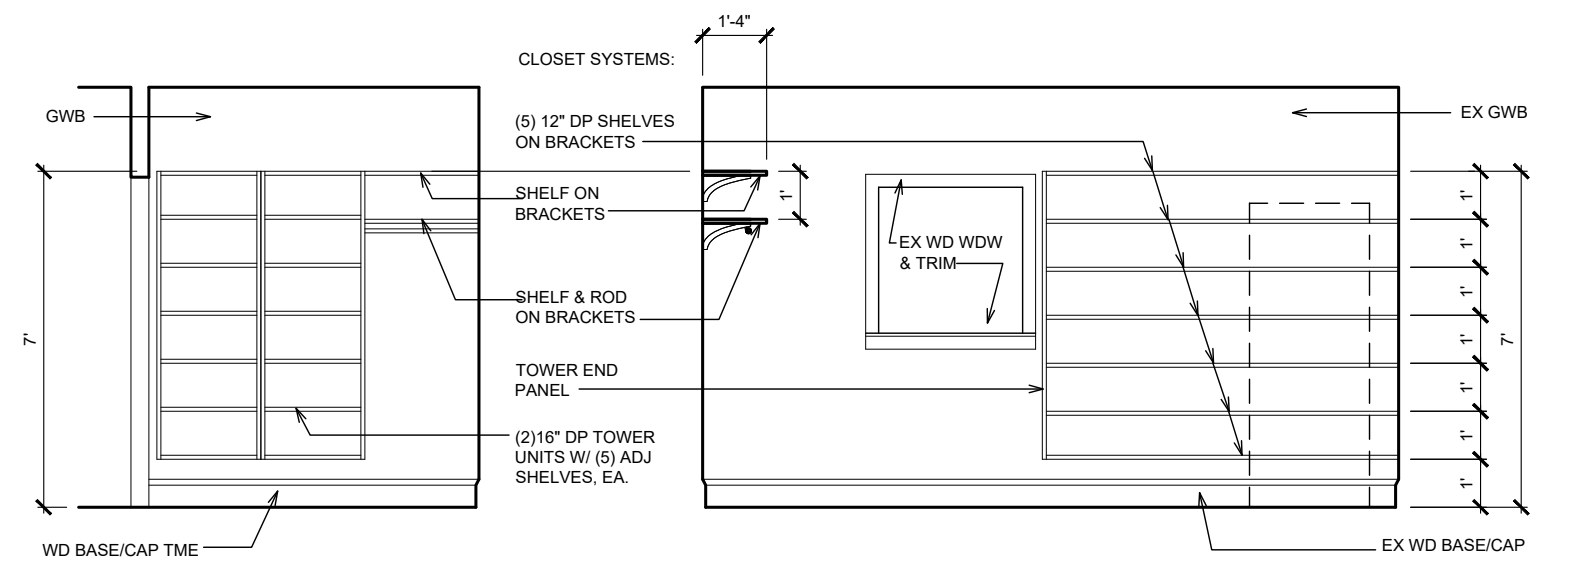 1'-4"
CLOSET SYSTEMS:
GWB
(5) 12" DP SHELVES
ON BRACKETS
EX GWB
SHELF ON
BRACKETS
1'
1'
EX WD WDW
& TRIM
1'
SHELF & ROD
ON BRACKETS
1'
7'
1'
7'
TOWER END
PANEL
1'
(2)16" DP TOWER
UNITS W/ (5) ADJ
SHELVES, EA.
1'
1'
WD BASE/CAP TME
EX WD BASE/CAP